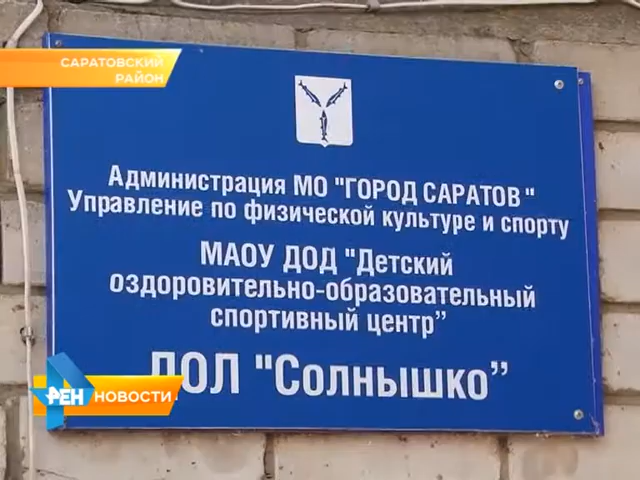 САРАТОВСКИЙ
РАЙОН
Администрация МО "ГОРОД САРАТОВ"
Управление по физической культуре и спорту
МАОУ ДОД "Детский
оздоровительно-образовательный
спортивный центр”
"Солнышко”
РЕН НОВОСТИ